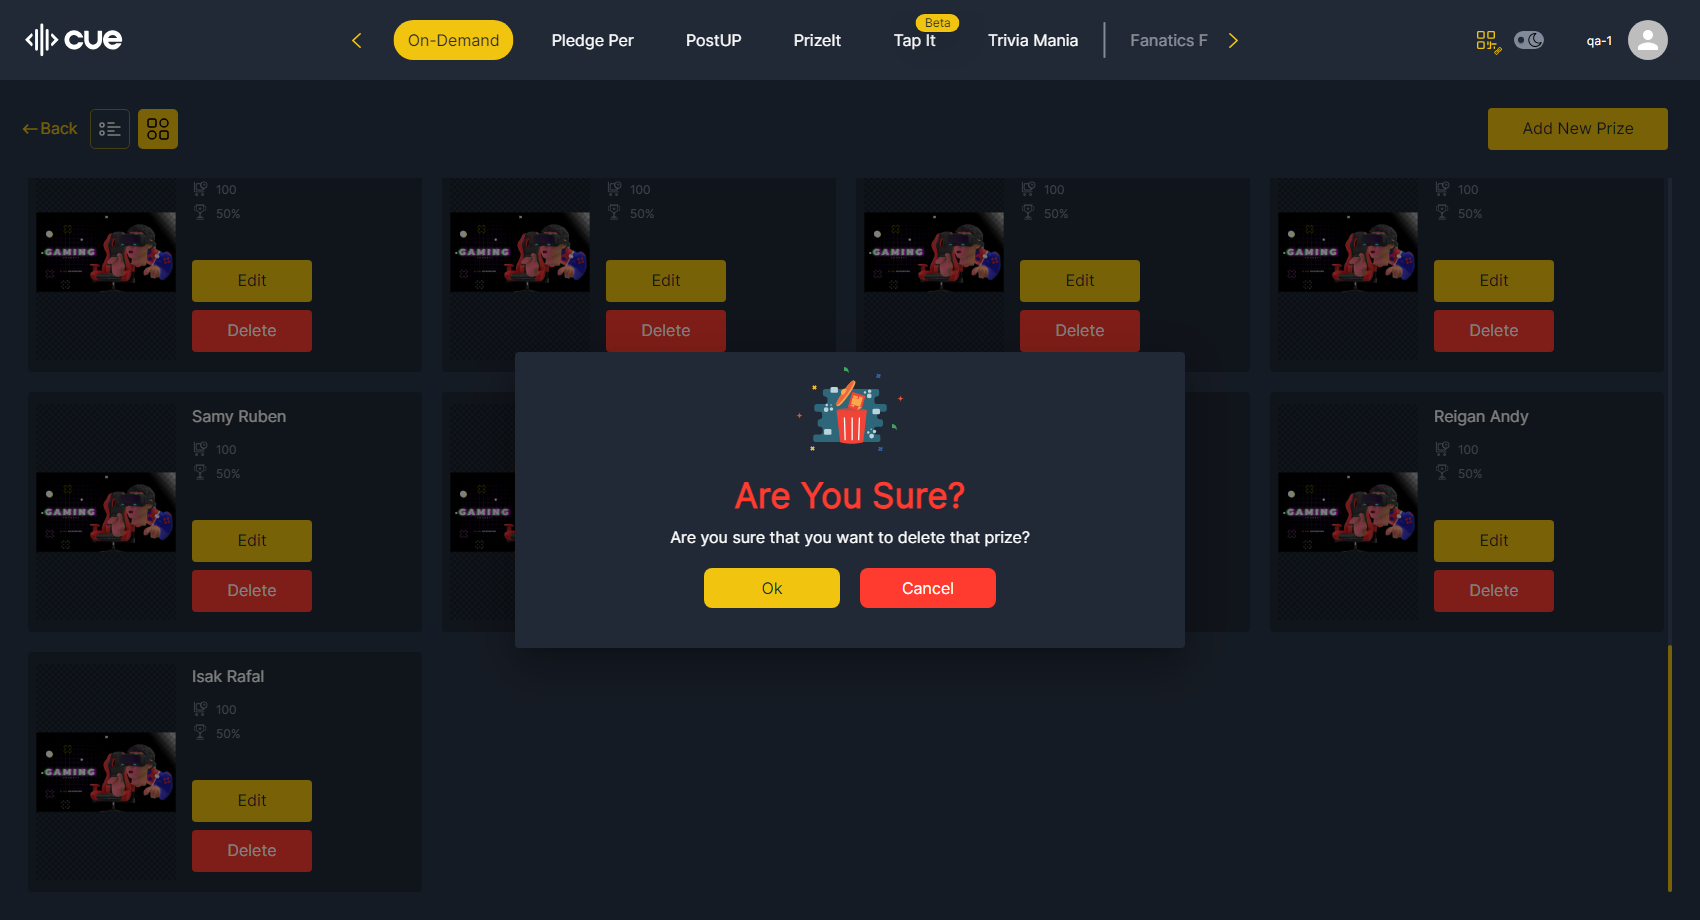 cue
On-Demand
Pledge Per
PostUP
PrizeIt
Beta
Tap It
Trivia Mania
Fanatics F
qa-1
Back
Add New Prize
100
50%
GAMING
Edit
Delete
100
50%
GAMING
Edit
Delete
100
50%
GAMING
Edit
Delete
100
50%
GAMING
Edit
Delete
Samy Ruben
100
50%
GAMING
Edit
Delete
Reigan Andy
100
50%
GAMING
Edit
Delete
Are You Sure?
Are you sure that you want to delete that prize?
Ok
Cancel
Isak Rafal
100
50%
GAMING
Edit
Delete